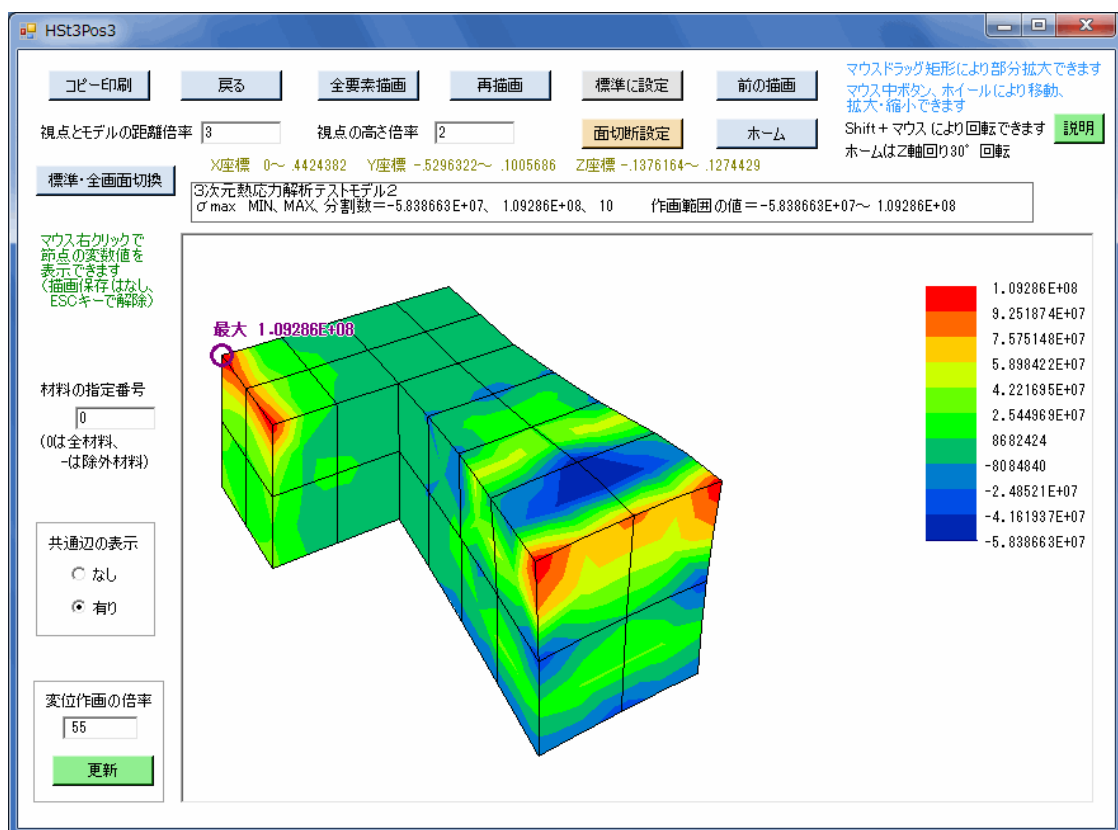 HSt3Pos3
コピー印刷
戻る
全要素描画
再描画
標準に設定
前の描画
マウスドラッグ矩形により部分拡大できます
マウス中ボタン、ホイールにより移動、
拡大・縮小できます
視点とモデルの距離倍率 3
視点の高さ倍率 2
面切断設定
ホーム
Shift+マウス により回転できます
ホームはZ軸回り30° 回転
説明
標準・全画面切換
X座標 0～ .4424382 Y座標 -.5296322～ .1005686 Z座標 -.1376164～ .1274429
3次元熱応力解析テストモデル2
σmax MIN、MAX、分割数=-5.838663E+07、 1.09286E+08、 10 作画範囲の値=-5.838663E+07～ 1.09286E+08
マウス右クリックで
節点の変数値を
表示できます
(描画保存はなし、
ESCキーで解除)
最大 1.09286E+08
1.09286E+08
9.251874E+07
7.575148E+07
5.898422E+07
4.221695E+07
2.544969E+07
8682424
-8084840
-2.48521E+07
-4.161937E+07
-5.838663E+07
材料の指定番号
0
(0は全材料、
-は除外材料)
共通辺の表示
なし
有り
変位作画の倍率
55
更新